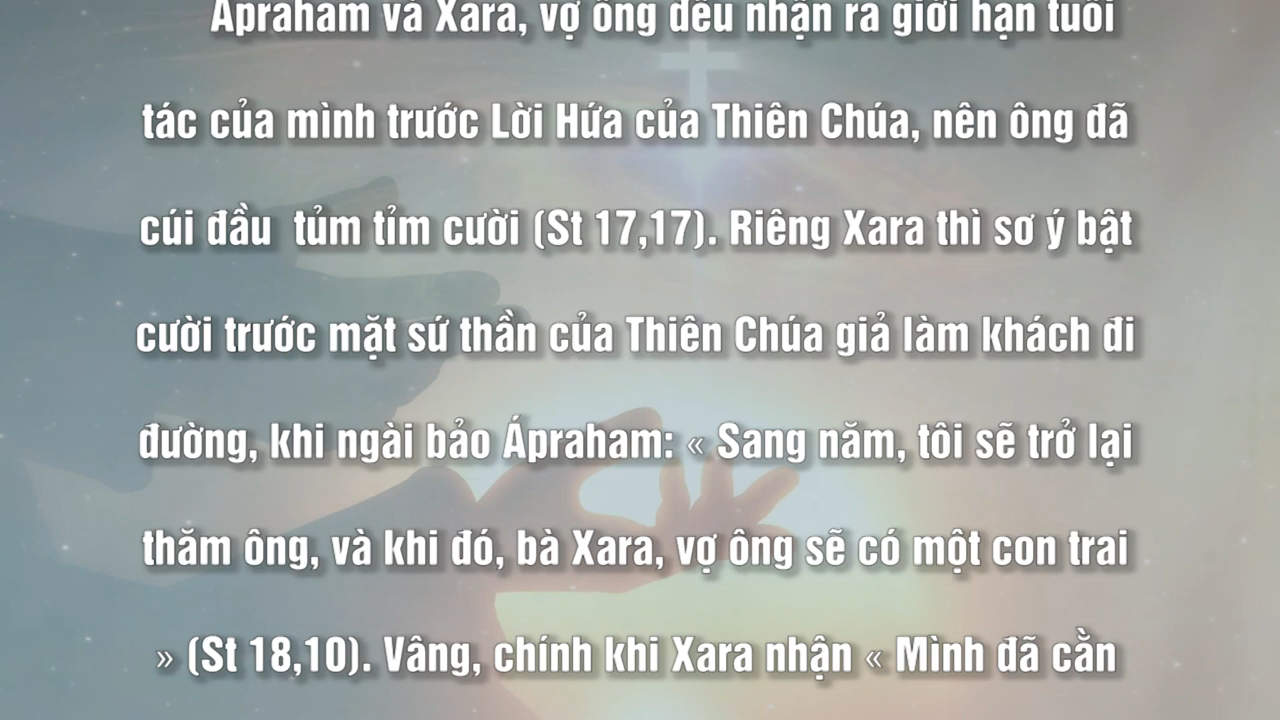 Ápraham và Xara, vợ ông đều nhận ra giới hạn tuổi
tác của mình trước Lời Hứa của Thiên Chúa, nên ông đã
cúi đầu  tủm tỉm cười (St 17,17). Riêng Xara thì sơ ý bật
cười trước mặt sứ thần của Thiên Chúa giả làm khách đi
đường, khi ngài bảo Ápraham: « Sang năm, tôi sẽ trở lại
thăm ông, và khi đó, bà Xara, vợ ông sẽ có một con trai
» (St 18,10). Vâng, chính khi Xara nhận « Mình đã cằn